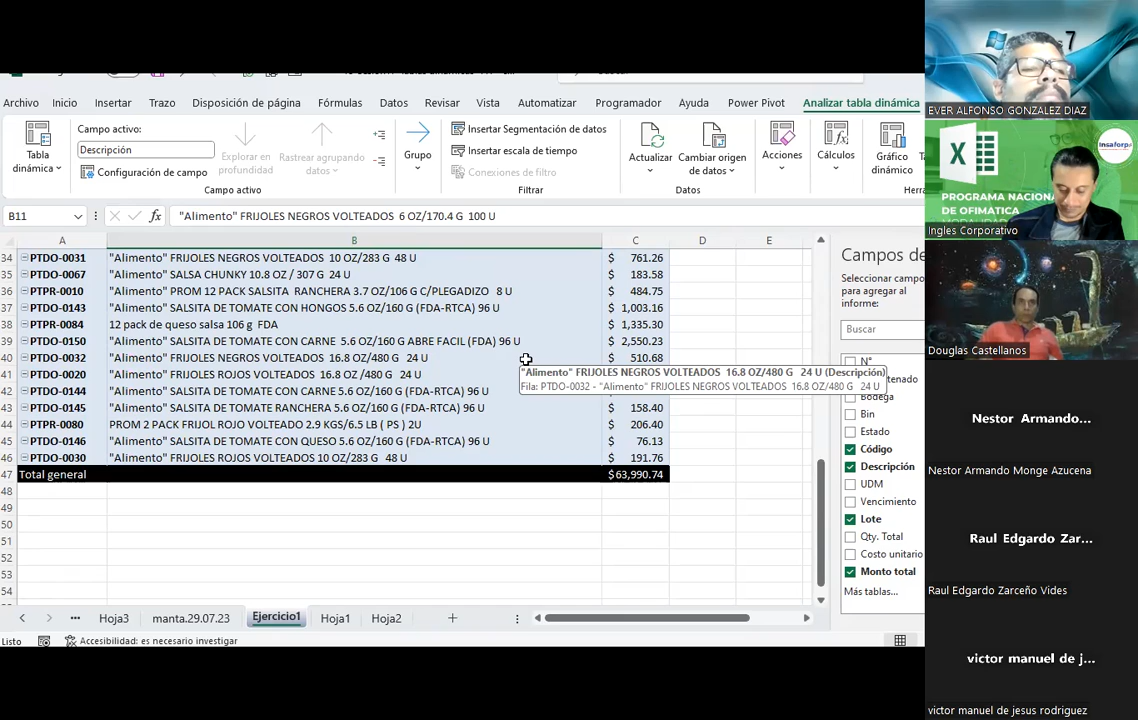 Archivo Inicio Insertar Trazo Disposición de página Fórmulas Datos Revisar Vista Automatizar Programador Ayuda Power Pivot Analizar tabla dinámica
Tabla dinámica
Campo activo:
Descripción
Configuración de campo
Explorar en profundidad
Rastrear agrupando datos
Campo activo
Grupo
Insertar Segmentación de datos
Insertar escala de tiempo
Conexiones de filtro
Filtrar
Actualizar
Cambiar origen de datos
Datos
Acciones
Cálculos
Gráfico dinámico
Herra
B11 fx "Alimento" FRIJOLES NEGROS VOLTEADOS 6 OZ/170.4 G 100 U
A B C D E
34 PTDO-0031 "Alimento" FRIJOLES NEGROS VOLTEADOS 10 OZ/283 G 48 U $ 761.26
35 PTDO-0067 "Alimento" SALSA CHUNKY 10.8 OZ / 307 G 24 U $ 183.58
36 PTPR-0010 "Alimento" PROM 12 PACK SALSITA RANCHERA 3.7 OZ/106 G C/PLEGADIZO 8 U $ 484.75
37 PTDO-0143 "Alimento" SALSITA DE TOMATE CON HONGOS 5.6 OZ/160 G (FDA-RTCA) 96 U $ 1,003.16
38 PTPR-0084 12 pack de queso salsa 106 g FDA $ 1,335.30
39 PTDO-0150 "Alimento" SALSITA DE TOMATE CON CARNE 5.6 OZ/160 G ABRE FACIL (FDA) 96 U $ 2,550.23
40 PTDO-0032 "Alimento" FRIJOLES NEGROS VOLTEADOS 16.8 OZ/480 G 24 U $ 510.68
41 PTDO-0020 "Alimento" FRIJOLES ROJOS VOLTEADOS 16.8 OZ /480 G 24 U
42 PTDO-0144 "Alimento" SALSITA DE TOMATE CON CARNE 5.6 OZ/160 G (FDA-RTCA) 96 U
43 PTDO-0145 "Alimento" SALSITA DE TOMATE RANCHERA 5.6 OZ/160 G (FDA-RTCA) 96 U $ 158.40
44 PTPR-0080 PROM 2 PACK FRIJOL ROJO VOLTEADO 2.9 KGS/6.5 LB ( PS ) 2U $ 206.40
45 PTDO-0146 "Alimento" SALSITA DE TOMATE CON QUESO 5.6 OZ/160 G (FDA-RTCA) 96 U $ 76.13
46 PTDO-0030 "Alimento" FRIJOLES ROJOS VOLTEADOS 10 OZ/283 G 48 U $ 191.76
47 Total general $63,990.74
48
49
50
51
52
53
54
"Alimento" FRIJOLES NEGROS VOLTEADOS 16.8 OZ/480 G 24 U (Descripción)
Fila: PTDO-0032 - "Alimento" FRIJOLES NEGROS VOLTEADOS 16.8 OZ/480 G 24 U
Campos de
Seleccionar campo
para agregar al
informe:
Buscar
N°
Bodega
Bin
Estado
Código
Descripción
UDM
Vencimiento
Lote
Qty. Total
Costo unitario
Monto total
Más tablas...
Hoja3 manta.29.07.23 Ejercicio1 Hoja1 Hoja2
Listo Accesibilidad: es necesario investigar
7
EVER ALFONSO GONZALEZ DIAZ
X
Insaforp
PROGRAMA NACIONAL
DE OFIMATICA
Ingles Corporativo
Douglas Castellanos
Nestor Armando...
Nestor Armando Monge Azucena
Raul Edgardo Zar...
Raul Edgardo Zarceño Vides
victor manuel de j...
victor manuel de jesus rodriguez